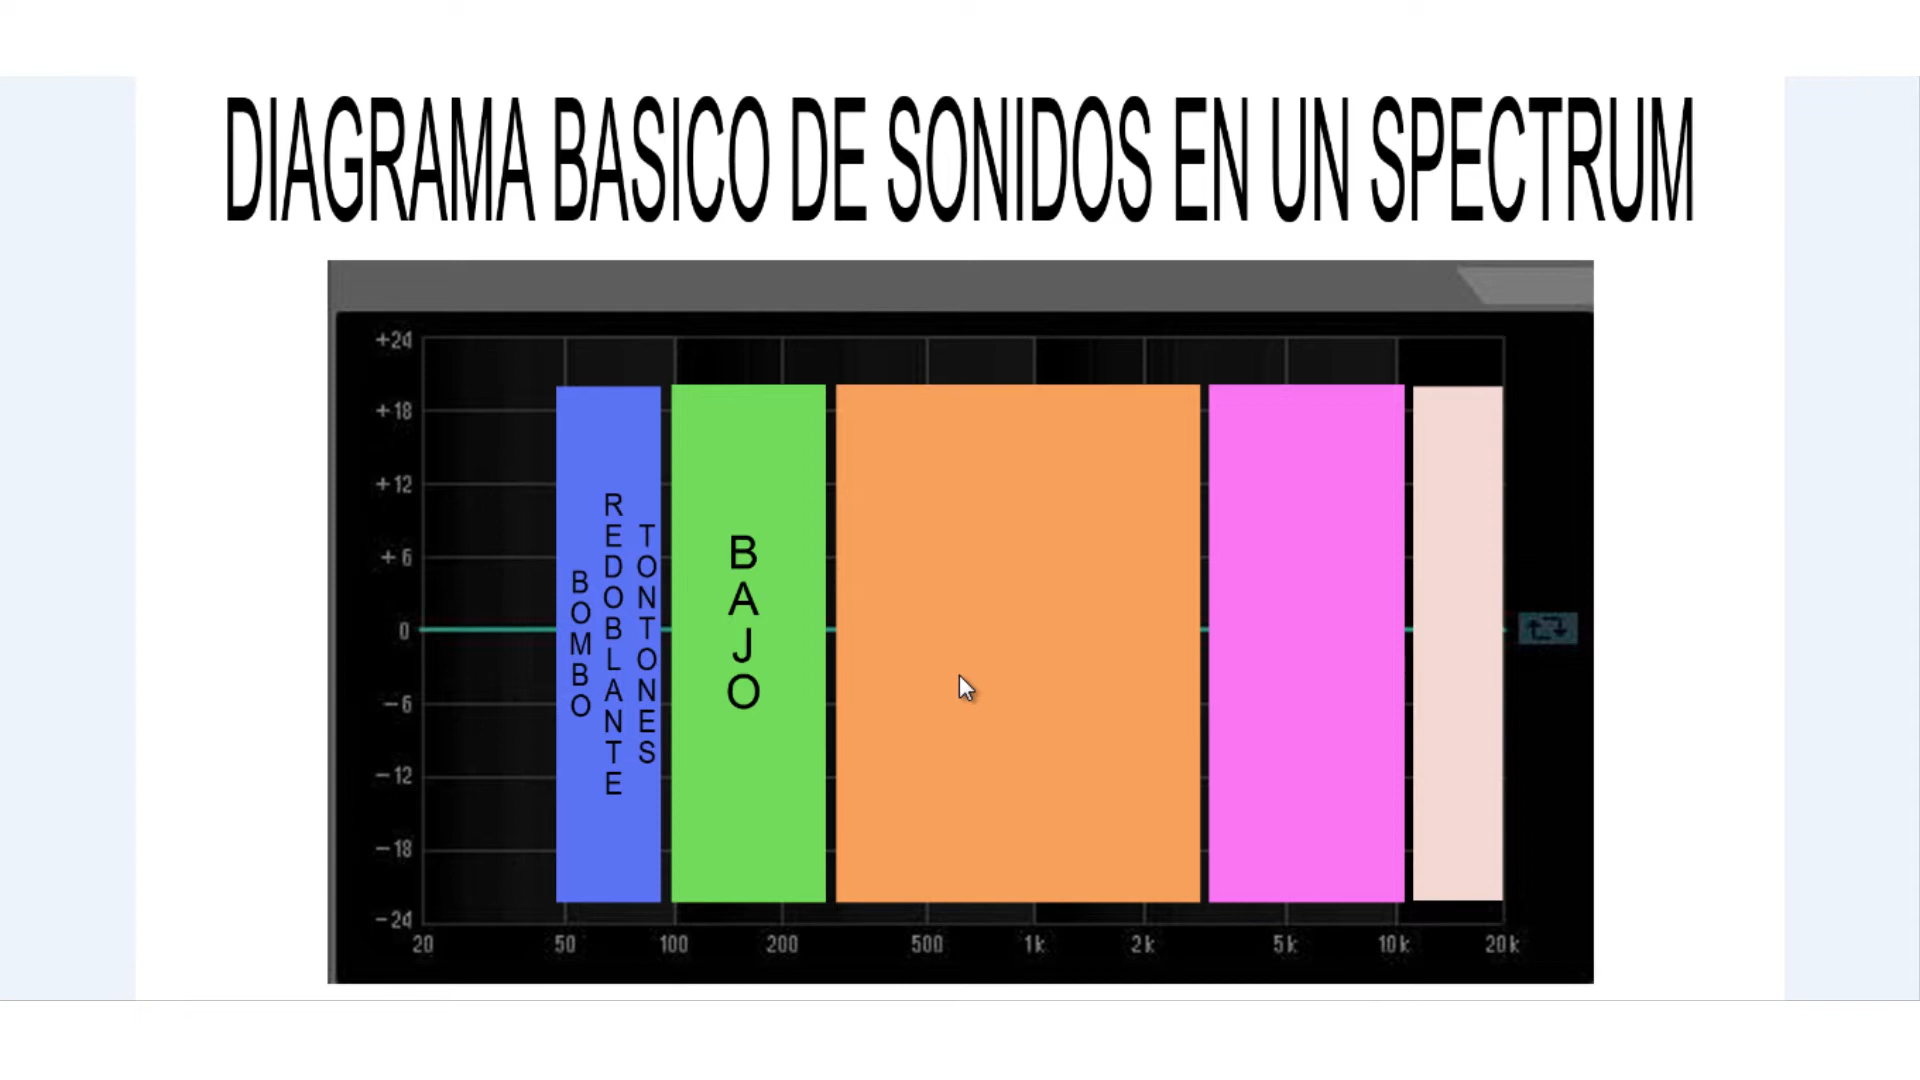 DIAGRAMA BASICO DE SONIDOS EN UN SPECTRUM
+24
+18
+12
+6
0
-6
-12
-18
-24
BOMBO
REDOBLANTE
TONTONES
BAJO
20 50 100 200 500 1k 2k 5k 10k 20k